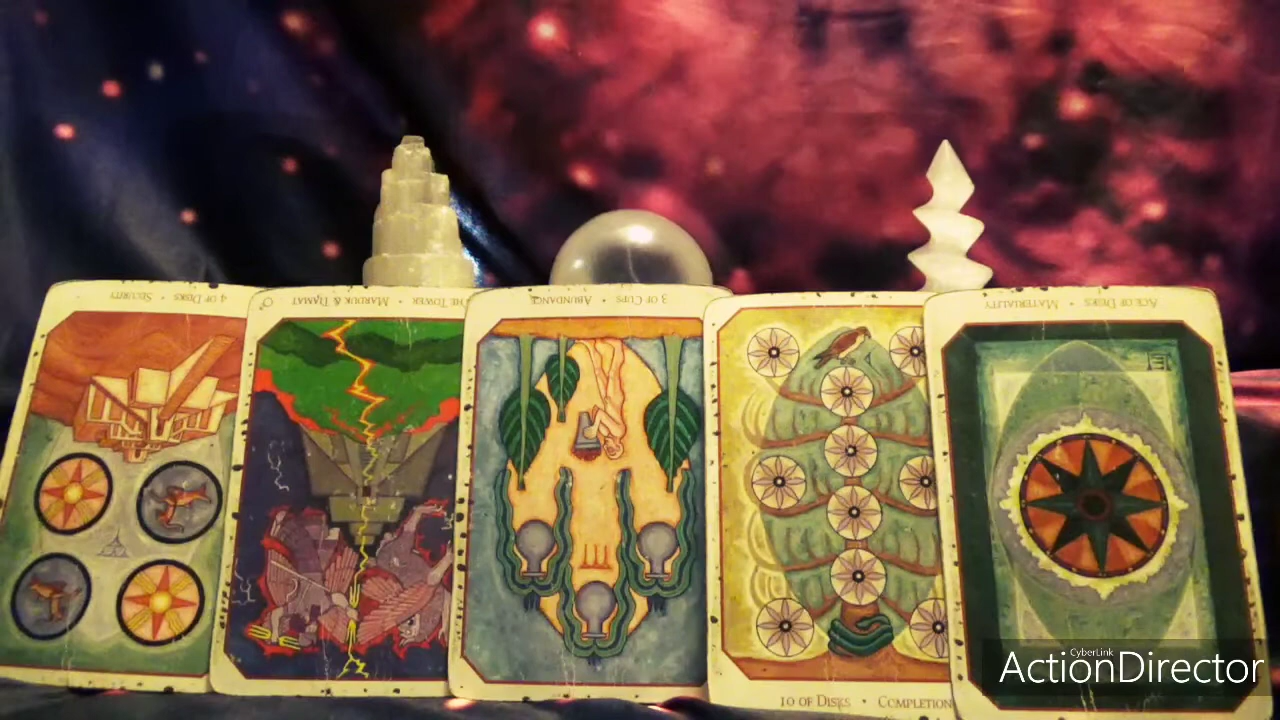 4 OF DISKS • SECURITY
THE TOWER • MARDUK & TIAMAT
3 OF CUPS • ABUNDANCE
ACE OF DISKS • MATERIALITY
10 OF DISKS • COMPLETION
CyberLink
ActionDirector